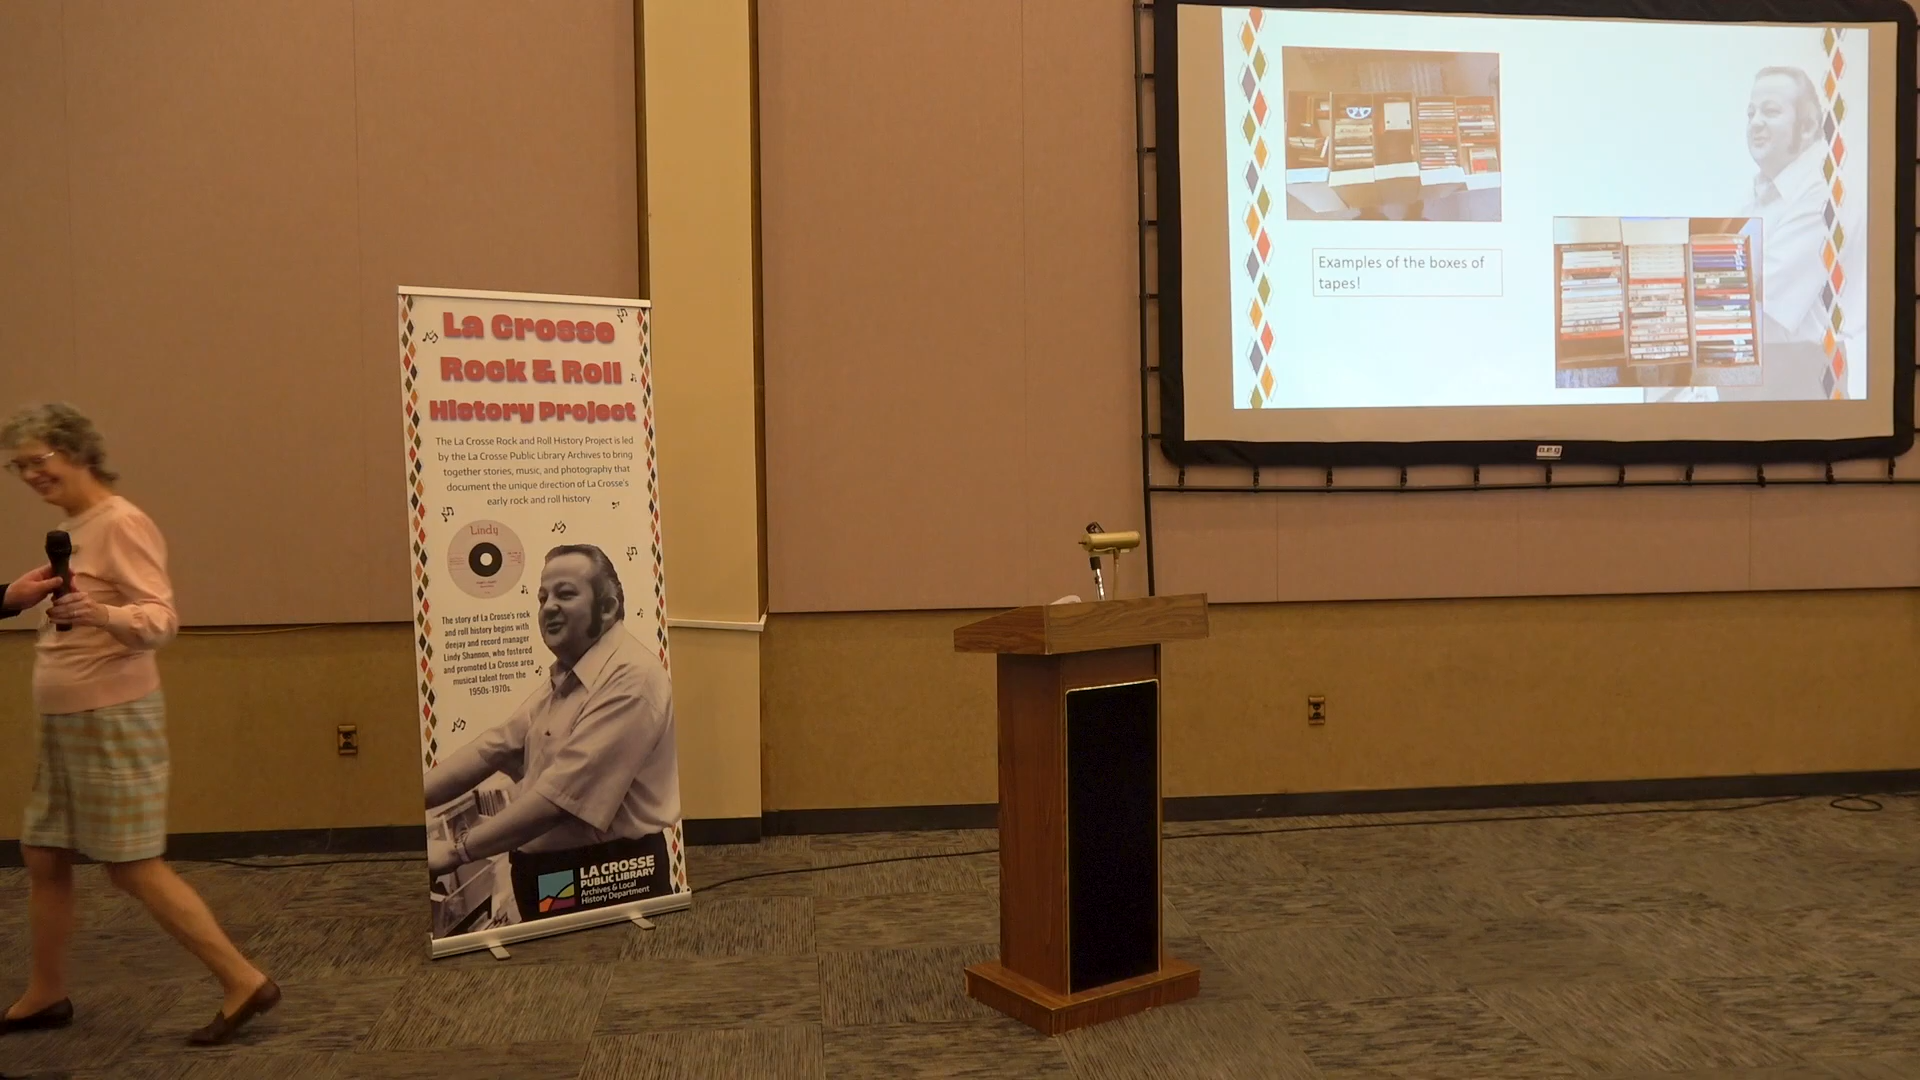 La Crosse
Rock & Roll
History Project
The La Crosse Rock and Roll History Project is led
by the La Crosse Public Library Archives to bring
together stories, music, and photography that
document the unique direction of La Crosse's
early rock and roll history
Lindy
The story of La Crosse's rock
and roll history begins with
deejay and record manager
Lindy Shannon, who fostered
and promoted La Crosse area
musical talent from the
1950s-1970s.
LA CROSSE
PUBLIC LIBRARY
Archives & Local
History Department
Examples of the boxes of
tapes!